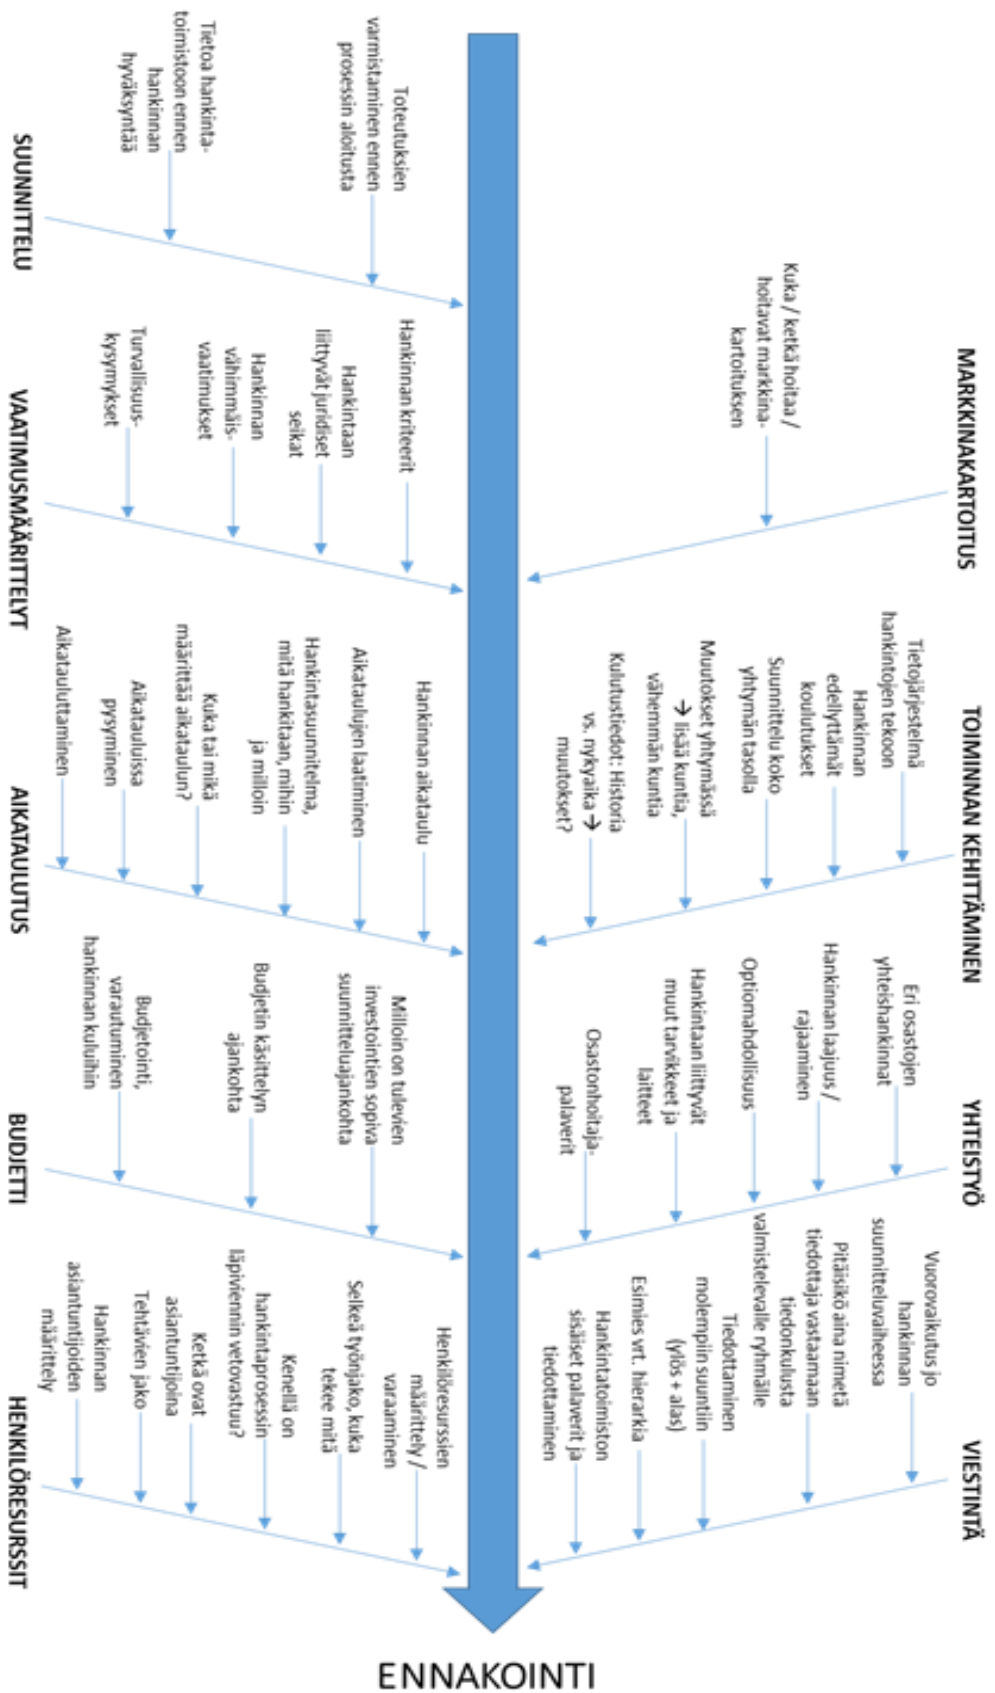 MARKKINAKARTOITUS
Kuka / ketkä hoitaa /
hoitavat markkina-
kartoituksen
TOIMINNAN KEHITTÄMINEN
Tietojärjestelmä
hankintojen tekoon
Hankinnan
edellyttämät
koulutukset
Suunnittelu koko
yhtymän tasolla
Muutokset yhtymässä
→ lisää kuntia,
vähemmän kuntia
Kulutustiedot: Historia
vs. nykyaika →
muutokset?
YHTEISTYÖ
Eri osastojen
yhteishankinnat
Hankinnan laajuus /
rajaaminen
Optiomahdollisuus
Hankintaan liittyvät
muut tarvikkeet ja
laitteet
Osastonhoitaja-
palaverit
VIESTINTÄ
Vuorovaikutus jo
hankinnan
suunnitteluvaiheessa
Pitäisikö aina nimetä
tiedottaja vastaamaan
tiedonkulusta
valmistelevalle ryhmälle
Tiedottaminen
molempiin suuntiin
(ylös + alas)
Esimies vrt. hierarkia
Hankintatoimiston
sisäiset palaverit ja
tiedottaminen
ENNAKOINTI
Toteutuksien
varmistaminen ennen
prosessin aloitusta
Tietoa hankinta-
toimistoon ennen
hankinnan
hyväksyntää
SUUNNITTELU
Hankinnan kriteerit
Hankintaan
liittyvät juridiset
seikat
Hankinnan
vähimmäis-
vaatimukset
Turvallisuus-
kysymykset
VAATIMUSMÄÄRITTELYT
Hankinnan aikataulu
Aikataulujen laatiminen
Hankintasuunnitelma,
mitä hankitaan, mihin
ja milloin
Kuka tai mikä
määrittää aikataulun?
Aikatauluissa
pysyminen
Aikatauluttaminen
AIKATAULUTUS
Milloin on tulevien
investointien sopiva
suunnitteluajankohta
Budjetin käsittelyn
ajankohta
Budjetointi,
varautuminen
hankinnan kuluihin
BUDJETTI
Henkilöresurssien
määrittely /
varaaminen
Selkeä työnjako, kuka
tekee mitä
Kenellä on
hankintaprosessin
läpiviennin vetovastuu?
Ketkä ovat
asiantuntijoina
Tehtävien jako
Hankinnan
asiantuntijoiden
määrittely
HENKILÖRESURSSIT